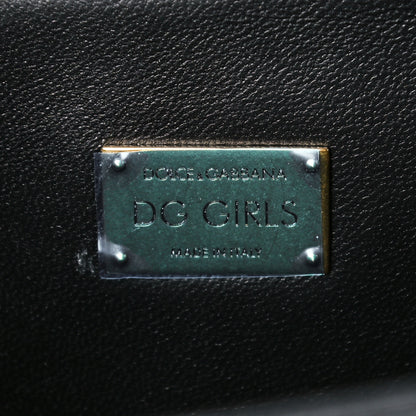 DOLCE & GABBANA
DG GIRLS
MADE IN ITALY